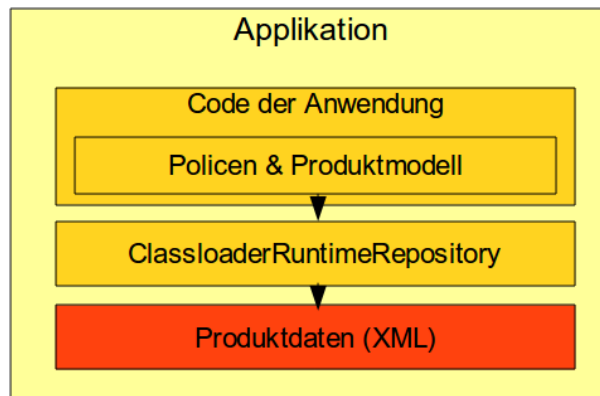 Applikation
Code der Anwendung
Policen & Produktmodell
ClassloaderRuntimeRepository
Produktdaten (XML)